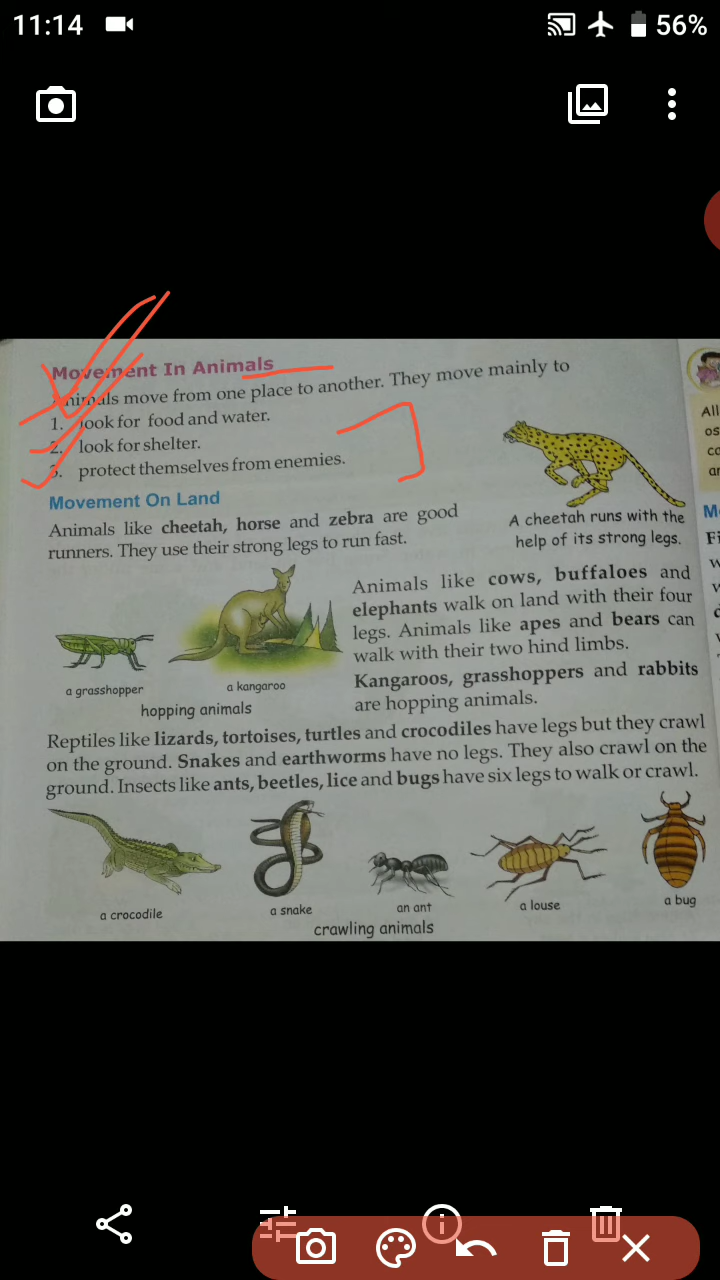 11:14
56%
Movement In Animals
Animals move from one place to another. They move mainly to
1. look for food and water.
2. look for shelter.
3. protect themselves from enemies.
Movement On Land
Animals like cheetah, horse and zebra are good
runners. They use their strong legs to run fast.
A cheetah runs with the
help of its strong legs.
Animals like cows, buffaloes and
elephants walk on land with their four
legs. Animals like apes and bears can
walk with their two hind limbs.
Kangaroos, grasshoppers and rabbits
are hopping animals.
a grasshopper
a kangaroo
hopping animals
Reptiles like lizards, tortoises, turtles and crocodiles have legs but they crawl
on the ground. Snakes and earthworms have no legs. They also crawl on the
ground. Insects like ants, beetles, lice and bugs have six legs to walk or crawl.
a crocodile
a snake
an ant
a louse
a bug
crawling animals
All